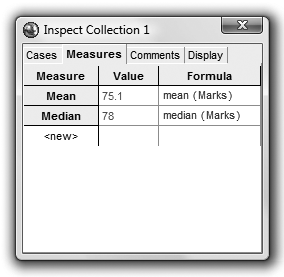 Inspect Collection 1
Cases Measures Comments Display
Measure Value Formula
Mean 75.1 mean (Marks)
Median 78 median (Marks)
<new>